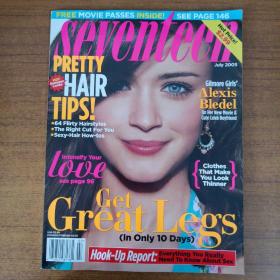 FREE MOVIE PASSES INSIDE! SEE PAGE 146
seventeen
July 2005
PRETTY
HAIR
TIPS!
•64 Flirty Hairstyles
•The Right Cut For You
•Sexy-Hair How-tos
Gilmore Girls'
Alexis
Bledel
Intensify Your
love
see page 96
{ Clothes
That Make
You Look
Thinner }
Get
Great Legs
(in Only 10 Days)
Hook-Up Report: Everything You Really
Need To Know About Sex